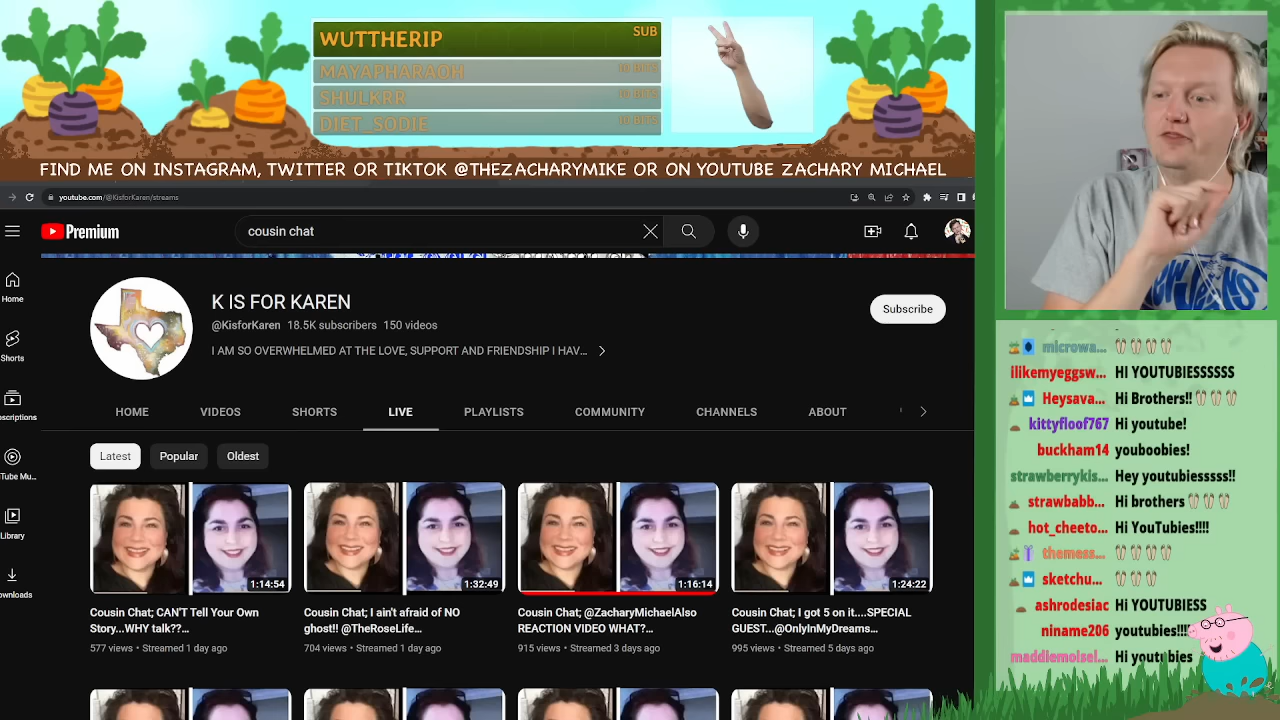 WUTTHERIP SUB
MAYAPHARAOH 10 BITS
SHULKRR 10 BITS
DIET_SODIE 10 BITS
FIND ME ON INSTAGRAM, TWITTER OR TIKTOK @THEZACHARYMIKE OR ON YOUTUBE ZACHARY MICHAEL
youtube.com/@KisforKaren/streams
Premium
cousin chat
Home
Shorts
scriptions
Tube Mu...
Library
ownloads
K IS FOR KAREN
@KisforKaren 18.5K subscribers 150 videos
I AM SO OVERWHELMED AT THE LOVE, SUPPORT AND FRIENDSHIP I HAV...
Subscribe
HOME VIDEOS SHORTS LIVE PLAYLISTS COMMUNITY CHANNELS ABOUT
Latest Popular Oldest
1:14:54
Cousin Chat; CAN'T Tell Your Own
Story...WHY talk??...
577 views • Streamed 1 day ago
1:32:49
Cousin Chat; I ain't afraid of NO
ghost!! @TheRoseLife...
704 views • Streamed 1 day ago
1:16:14
Cousin Chat; @ZacharyMichaelAlso
REACTION VIDEO WHAT?...
915 views • Streamed 3 days ago
1:24:22
Cousin Chat; I got 5 on it....SPECIAL
GUEST...@OnlyInMyDreams...
995 views • Streamed 5 days ago
microwa...
ilikemyeggsw... HI YOUTUBIESSSSSS
Heysava... Hi Brothers!!
kittyfloof767 Hi youtube!
buckham14 youboobies!
strawberrykis... Hey youtubiesssss!!
strawbabb... Hi brothers
hot_cheeto... Hi YouTubies!!!!
themess...
sketchu...
ashrodesiac Hi YOUTUBIESS
niname206 youtubies!!!!
maddiemoisel... Hi youtubies